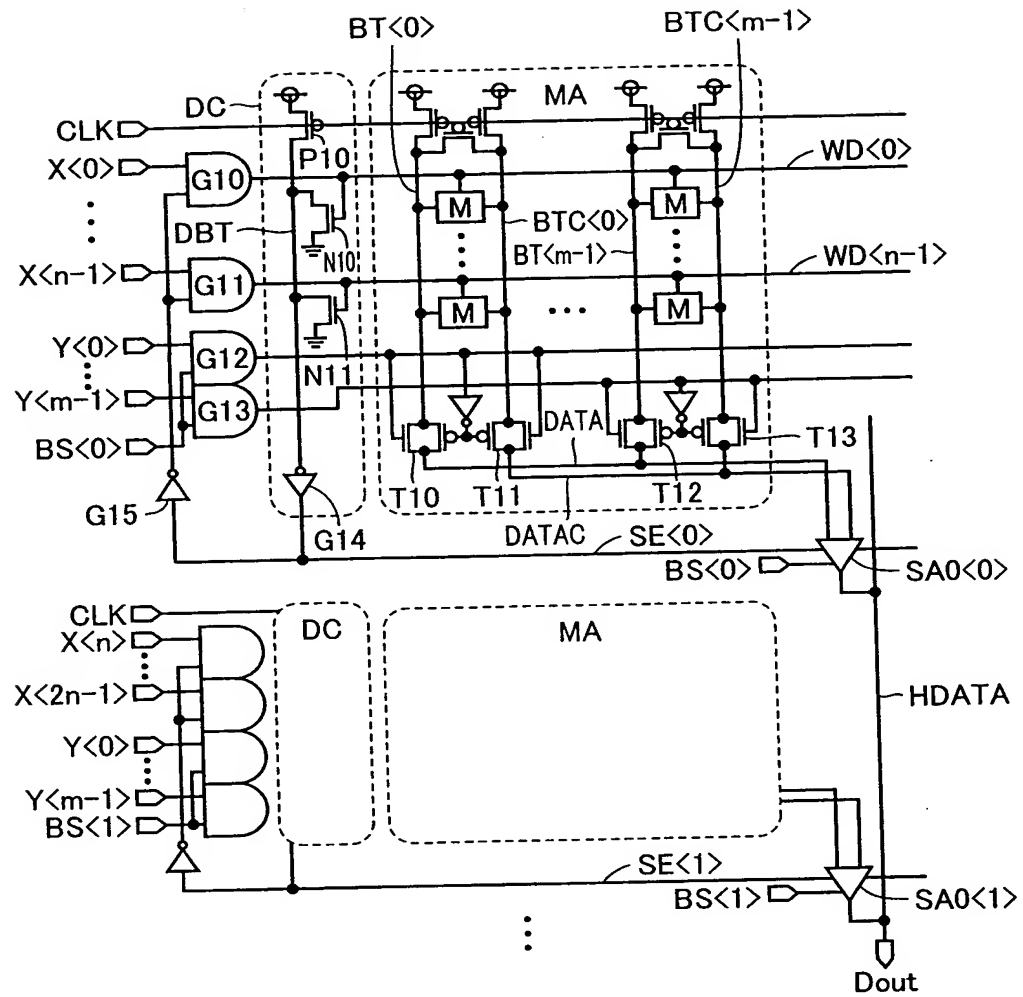 BT<0>
BTC<m-1>
DC
MA
CLK
P10
X<0>
G10
WD<0>
M
M
BTC<0>
DBT
N10
BT<m-1>
X<n-1>
G11
WD<n-1>
M
M
Y<0>
G12
N11
Y<m-1>
G13
DATA
BS<0>
T13
T10
T11
T12
G15
G14
DATAC
SE<0>
BS<0>
SA0<0>
CLK
DC
MA
X<n>
X<2n-1>
HDATA
Y<0>
Y<m-1>
BS<1>
SE<1>
BS<1>
SA0<1>
Dout